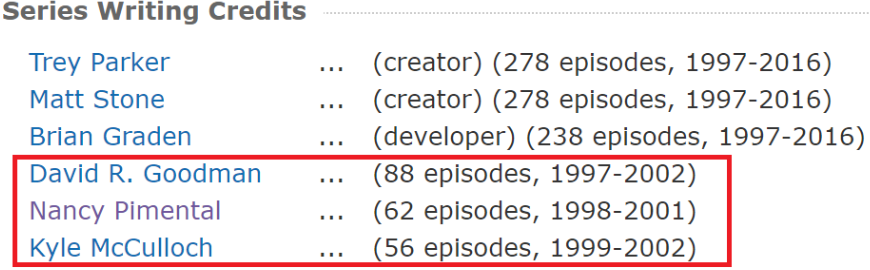 Series Writing Credits
Trey Parker ... (creator) (278 episodes, 1997-2016)
Matt Stone ... (creator) (278 episodes, 1997-2016)
Brian Graden ... (developer) (238 episodes, 1997-2016)
David R. Goodman ... (88 episodes, 1997-2002)
Nancy Pimental ... (62 episodes, 1998-2001)
Kyle McCulloch ... (56 episodes, 1999-2002)